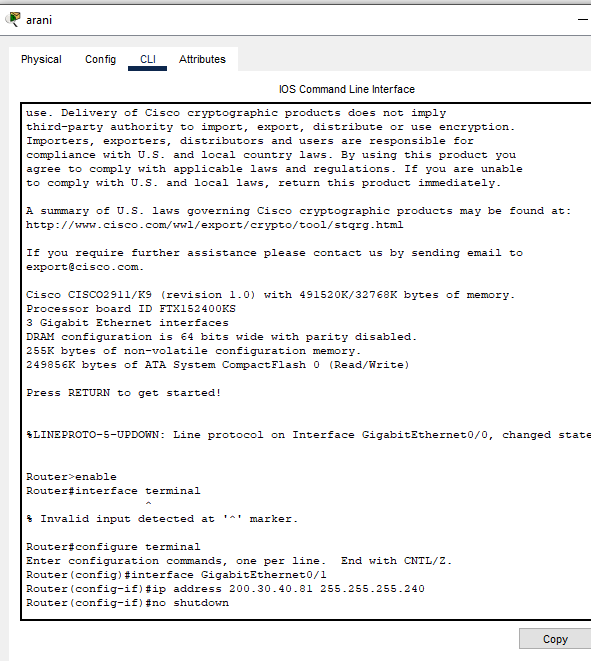 arani
Physical Config CLI Attributes
IOS Command Line Interface
use. Delivery of Cisco cryptographic products does not imply
third-party authority to import, export, distribute or use encryption.
Importers, exporters, distributors and users are responsible for
compliance with U.S. and local country laws. By using this product you
agree to comply with applicable laws and regulations. If you are unable
to comply with U.S. and local laws, return this product immediately.
A summary of U.S. laws governing Cisco cryptographic products may be found at:
http://www.cisco.com/wwl/export/crypto/tool/stqrg.html
If you require further assistance please contact us by sending email to
export@cisco.com.
Cisco CISCO2911/K9 (revision 1.0) with 491520K/32768K bytes of memory.
Processor board ID FTX152400KS
3 Gigabit Ethernet interfaces
DRAM configuration is 64 bits wide with parity disabled.
255K bytes of non-volatile configuration memory.
249856K bytes of ATA System CompactFlash 0 (Read/Write)
Press RETURN to get started!
%LINEPROTO-5-UPDOWN: Line protocol on Interface GigabitEthernet0/0, changed state
Router>enable
Router#interface terminal
^
% Invalid input detected at '^' marker.
Router#configure terminal
Enter configuration commands, one per line.  End with CNTL/Z.
Router(config)#interface GigabitEthernet0/1
Router(config-if)#ip address 200.30.40.81 255.255.255.240
Router(config-if)#no shutdown
Copy